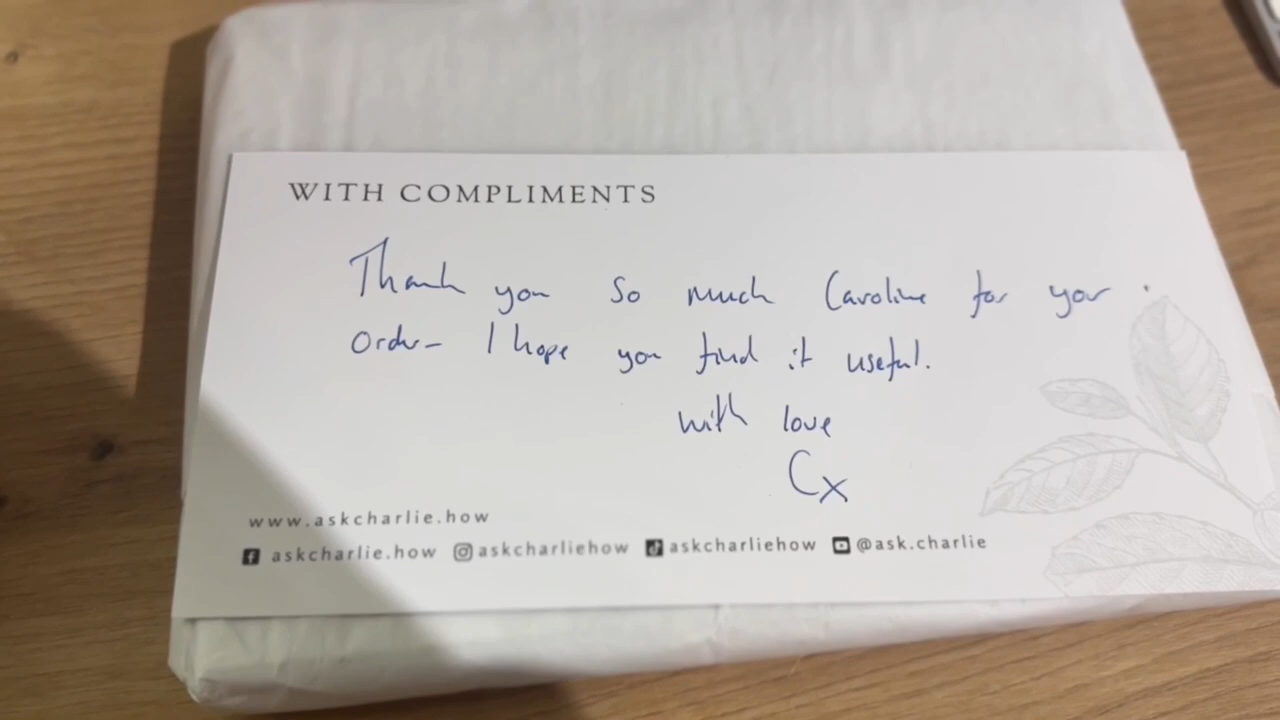 WITH COMPLIMENTS
Thank you so much Caroline for your
order - I hope you find it useful.
with love
Cx
www.askcharlie.how
askcharlie.how askcharliehow askcharliehow @ask.charlie